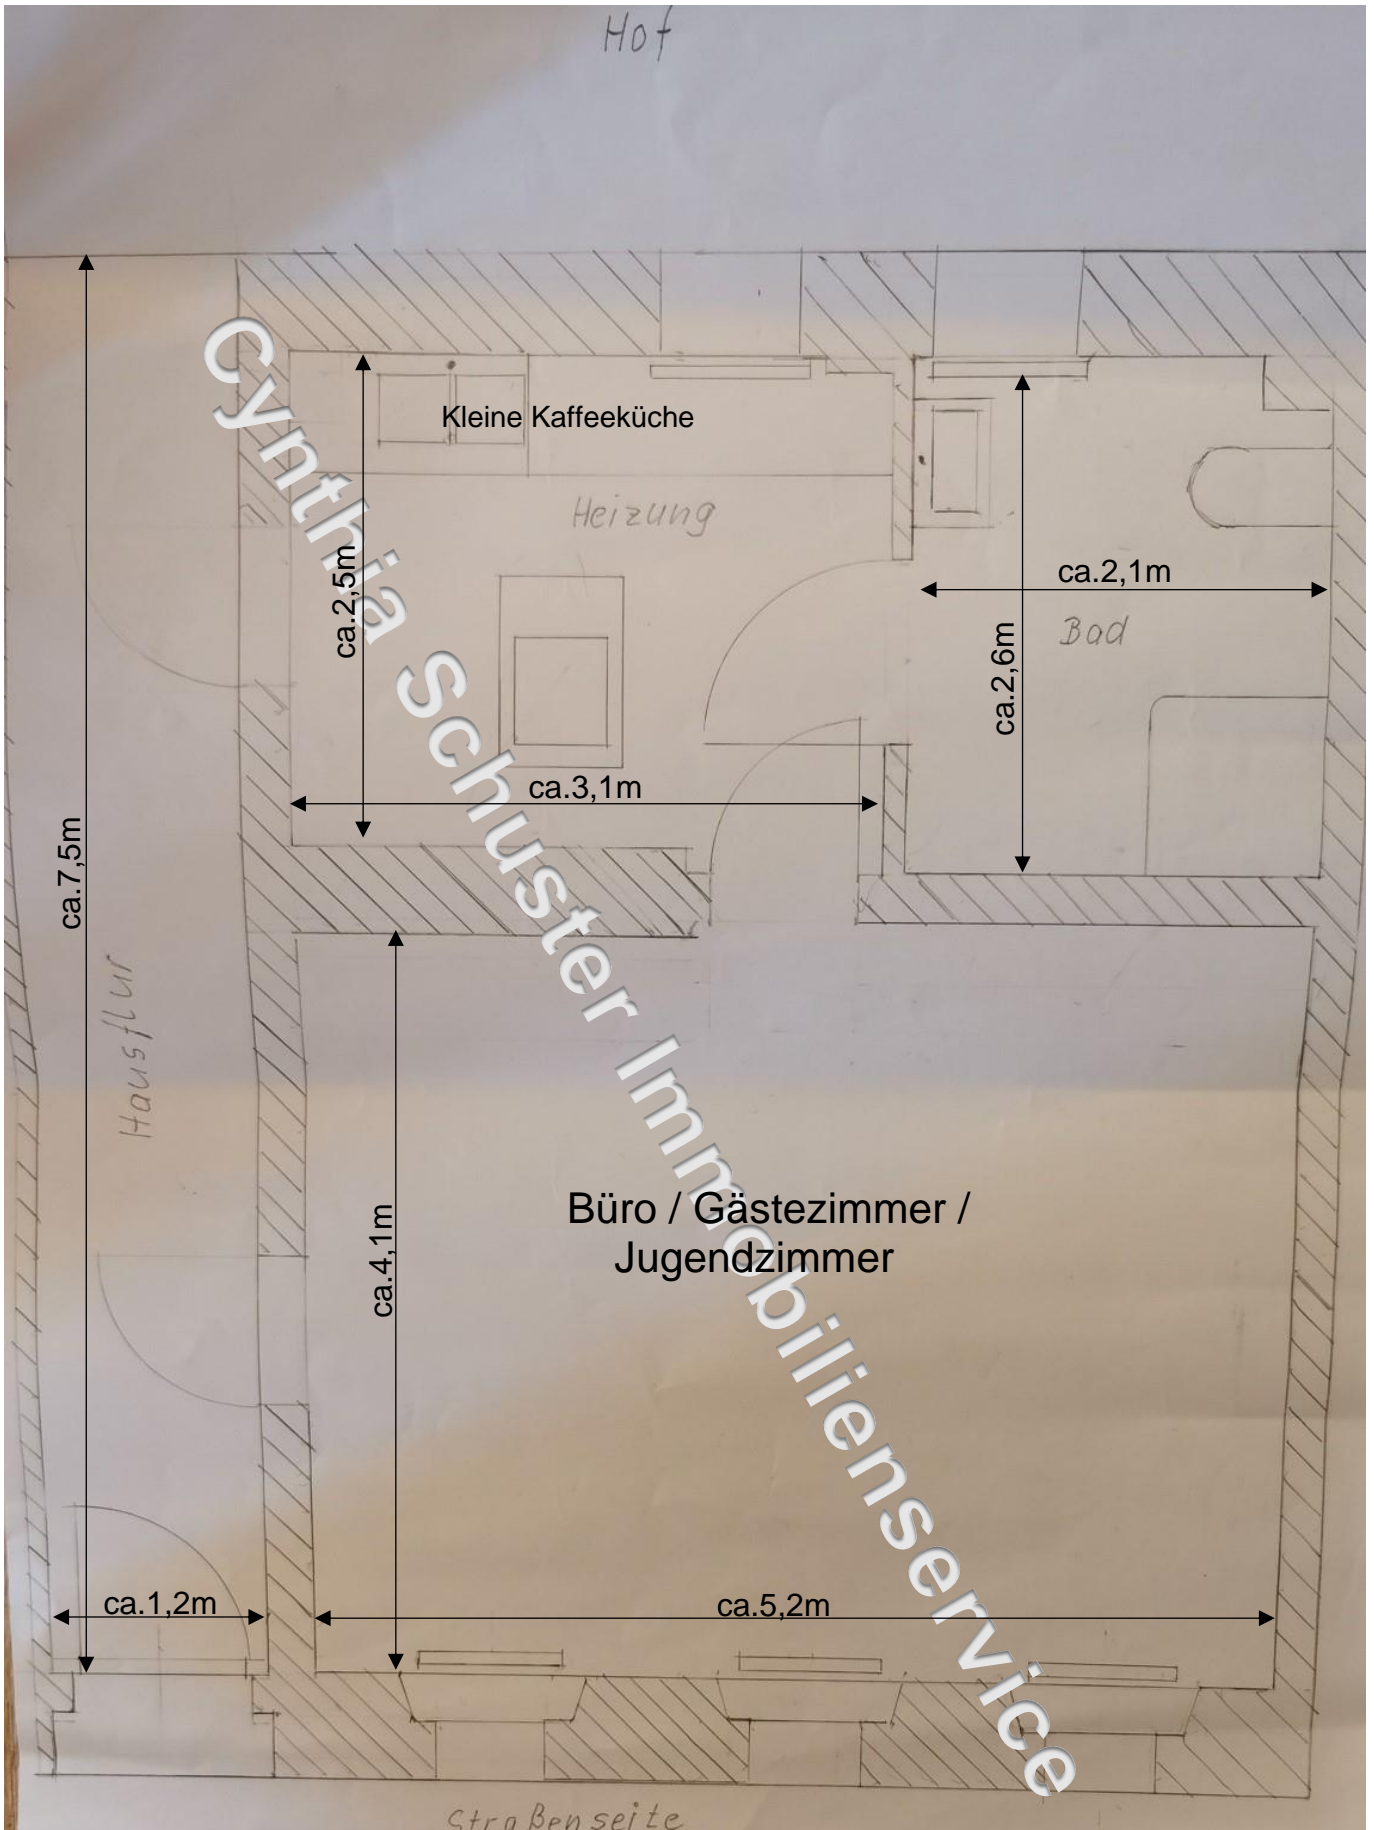 Hof
Kleine Kaffeeküche
Heizung
ca.2,5m
ca.2,1m
Bad
ca.2,6m
ca.3,1m
ca.7,5m
Hausflur
ca.4,1m
Büro / Gästezimmer /
Jugendzimmer
ca.1,2m
ca.5,2m
Straßenseite
Cynthia Schuster Immobilienservice